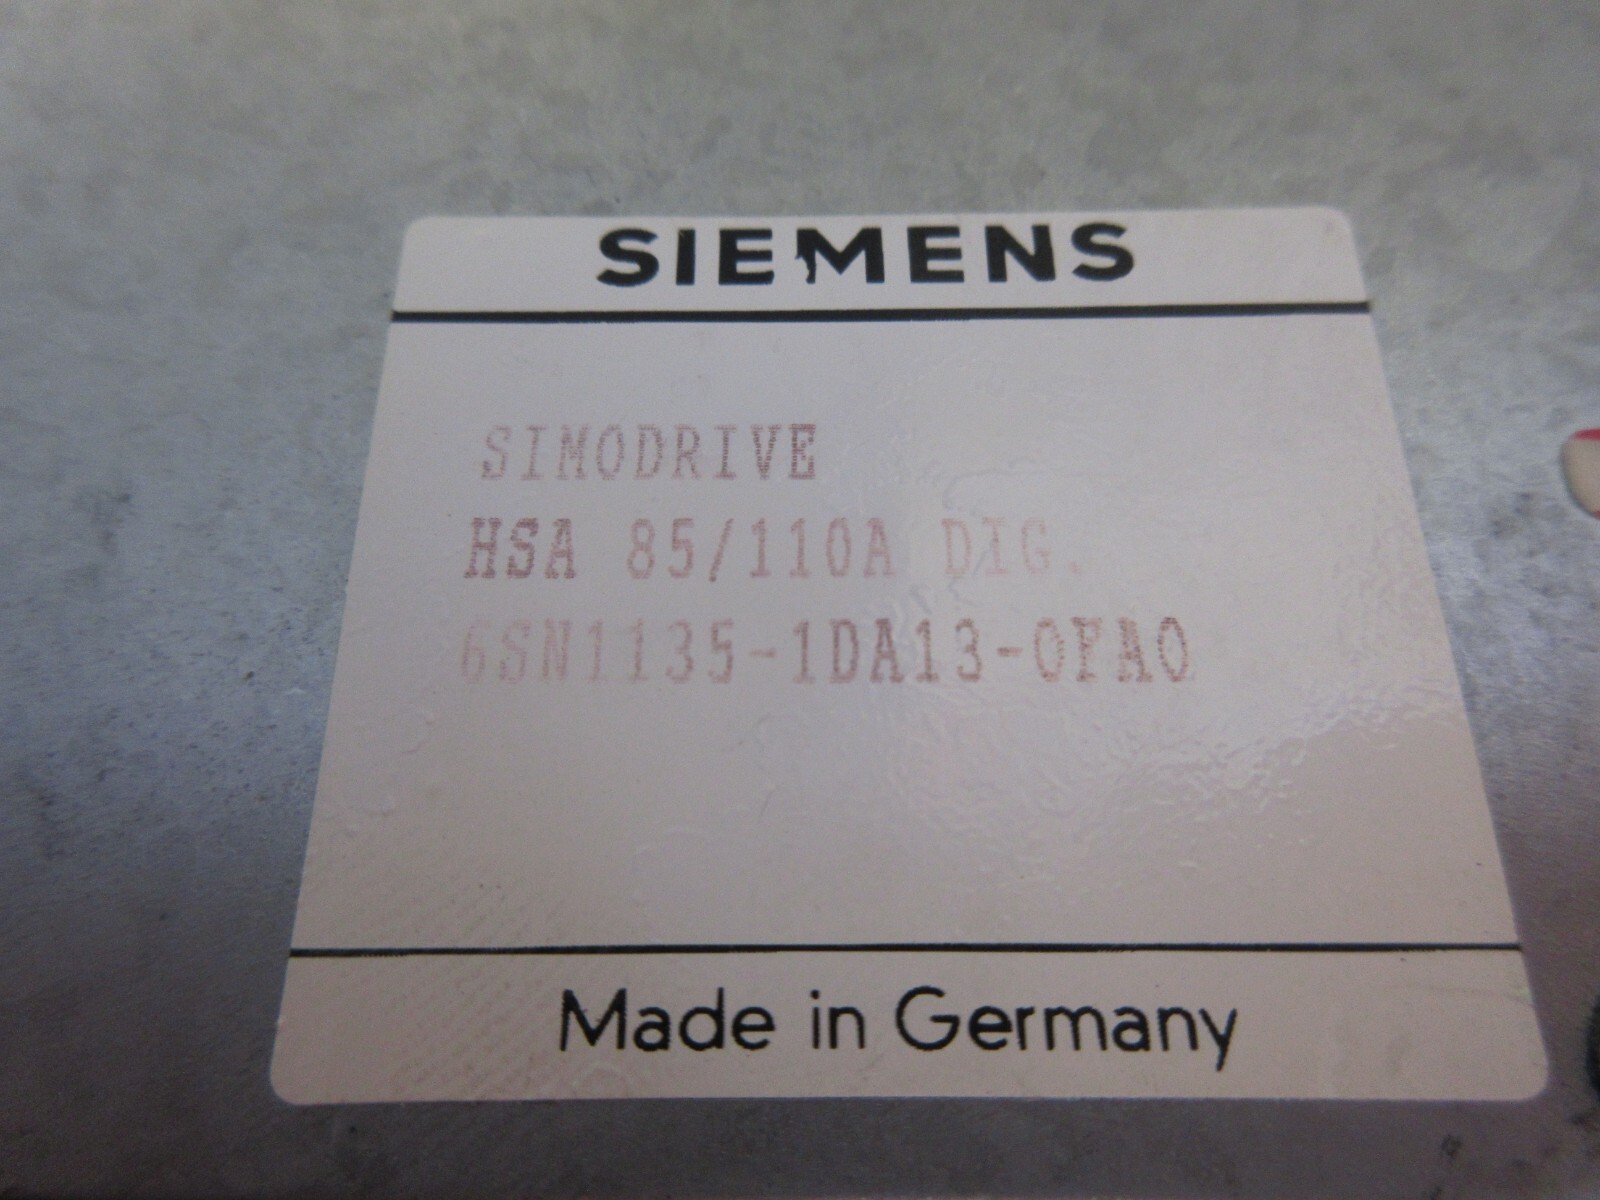 SIEMENS
SIMODRIVE
HSA 85/110A DIG.
6SN1135-1DA13-0FA0
Made in Germany